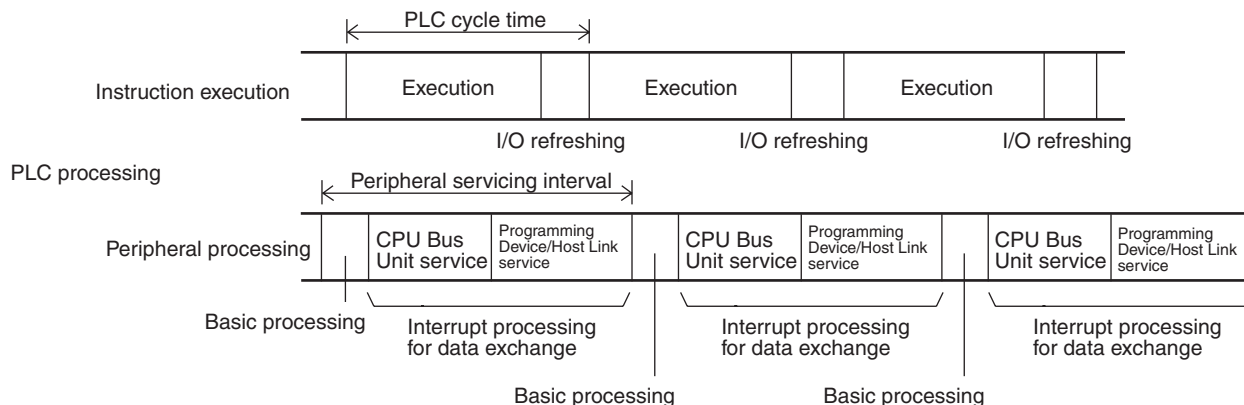 PLC cycle time
Instruction execution
Execution
Execution
Execution
I/O refreshing
I/O refreshing
I/O refreshing
PLC processing
Peripheral servicing interval
Peripheral processing
CPU Bus
Unit service
Programming
Device/Host Link
service
CPU Bus
Unit service
Programming
Device/Host Link
service
CPU Bus
Unit service
Programming
Device/Host Link
service
Basic processing
Interrupt processing
for data exchange
Interrupt processing
for data exchange
Interrupt processing
for data exchange
Basic processing
Basic processing